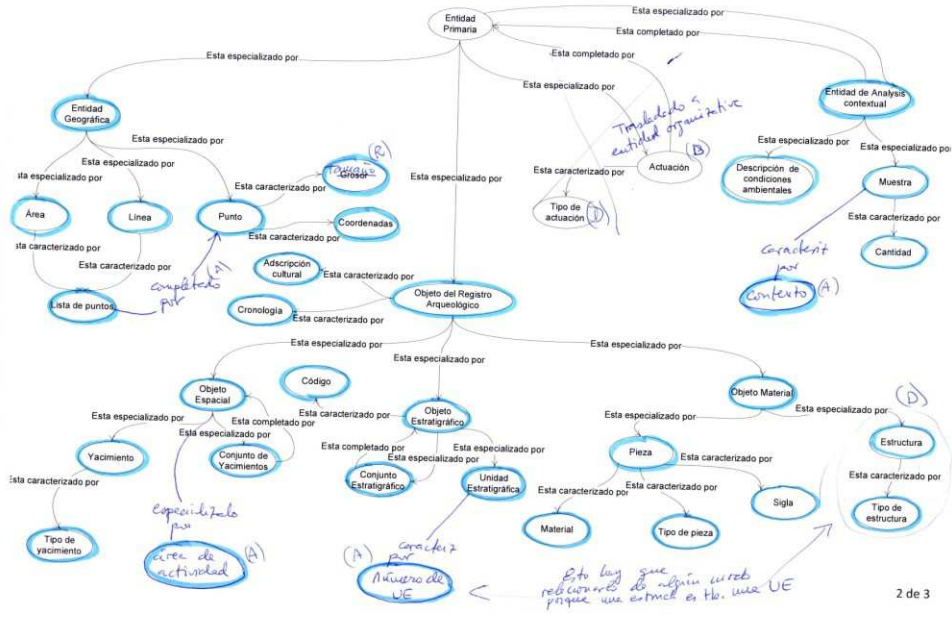 Entidad
Primaria
Esta especializado por
Esta completado por
Esta especializado por
Esta completado por
Esta especializado por
Entidad
Geográfica
Esta especializado por
Esta especializado por
Esta especializado por
Área
Línea
Punto
Esta caracterizado por
tamaño
Grosor
(R)
Esta caracterizado por
Coordenadas
Esta caracterizado por
Esta caracterizado por
Lista de puntos
completado
por
(A)
Esta especializado por
Trasladado a
entidad organizativa
Actuación
(B)
Esta caracterizado por
Tipo de
actuación
(D)
Entidad de Analysis
contextual
Esta especializado por
Esta especializado por
Descripción de
condiciones
ambientales
Muestra
Esta caracterizado por
Cantidad
caracterit
por
contexto
(A)
Adscripción
cultural
Esta caracterizado por
Objeto del Registro
Arqueológico
Cronología
Esta caracterizado por
Esta especializado por
Esta especializado por
Esta especializado por
Objeto
Espacial
Esta especializado por
Esta completado por
Esta especializado por
Yacimiento
Conjunto de
Yacimientos
Esta caracterizado por
Tipo de
yacimiento
especializado
por
área de
actividad
(A)
Código
Esta caracterizado por
Objeto
Estratigráfico
Esta completado por
Esta especializado por
Esta especializado por
Conjunto
Estratigráfico
Unidad
Estratigráfica
caracteriz
por
(A)
Número de
UE
Objeto Material
Esta especializado por
Esta especializado por
Pieza
Esta caracterizado por
Esta caracterizado por
Esta caracterizado por
Material
Tipo de pieza
Sigla
(D)
Estructura
Esta caracterizado por
Tipo de
estructura
Esto hay que
relacionarlo de algún modo
porque una estruct es tb. una UE
2 de 3